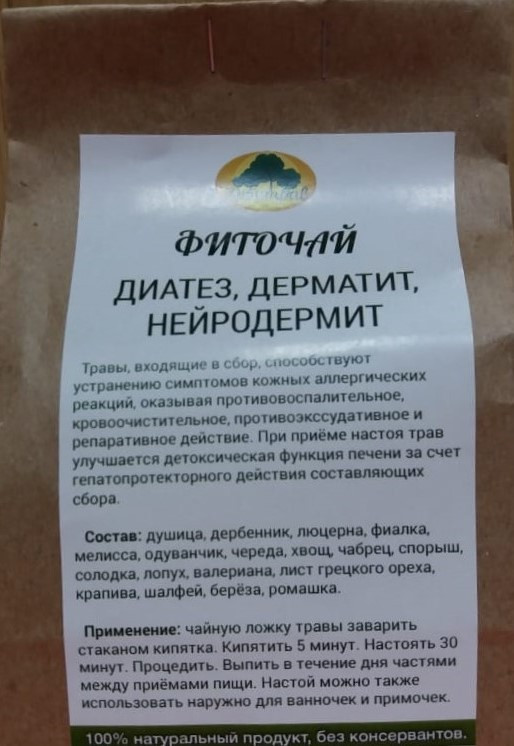 ФИТОЧАЙ
ДИАТЕЗ, ДЕРМАТИТ,
НЕЙРОДЕРМИТ
Травы, входящие в сбор, способствуют
устранению симптомов кожных аллергических
реакций, оказывая противовоспалительное,
кровоочистительное, противоэкссудативное и
репаративное действие. При приёме настоя трав
улучшается детоксическая функция печени за счет
гепатопротекторного действия составляющих
сбора.
Состав: душица, дербенник, люцерна, фиалка,
мелисса, одуванчик, череда, хвощ, чабрец, спорыш,
солодка, лопух, валериана, лист грецкого ореха,
крапива, шалфей, берёза, ромашка.
Применение: чайную ложку травы заварить
стаканом кипятка. Кипятить 5 минут. Настоять 30
минут. Процедить. Выпить в течение дня частями
между приёмами пищи. Настой можно также
использовать наружно для ванночек и примочек.
100% натуральный продукт, без консервантов.